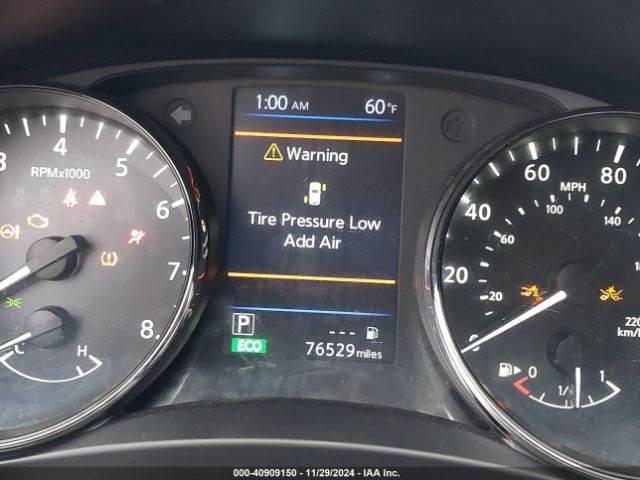 1:00 AM 60°F
Warning
Tire Pressure Low
Add Air
P
ECO
--- 
76529 miles
3 4 5 6 7 8
RPMx1000
C H
20 40 60 80
MPH
20 60 100 140
220
km/h
0 1/ 1
000-40909150 - 11/29/2024 - IAA Inc.